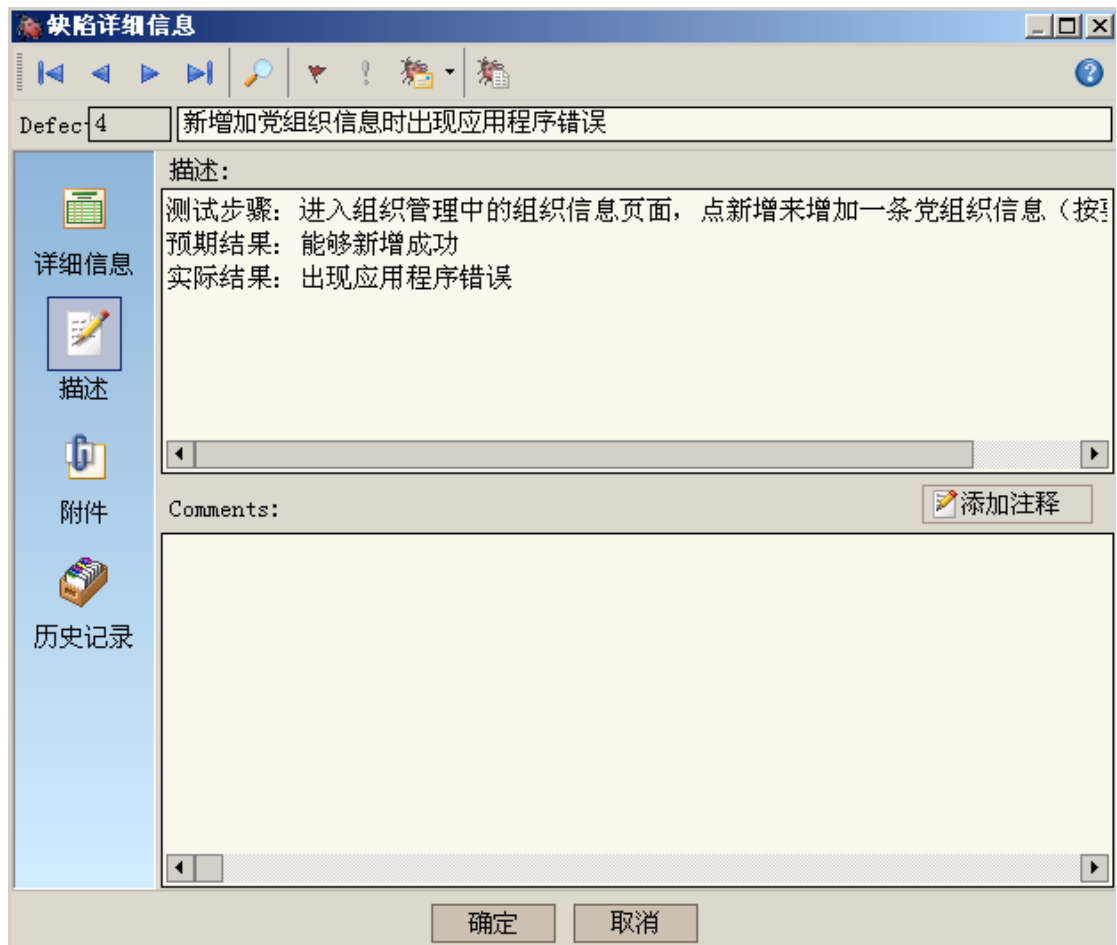 缺陷详细信息
Defect 4 新增加党组织信息时出现应用程序错误
描述:
测试步骤: 进入组织管理中的组织信息页面, 点新增来增加一条党组织信息(按
预期结果: 能够新增成功
实际结果: 出现应用程序错误
详细信息
描述
附件
历史记录
Comments:
添加注释
确定 取消